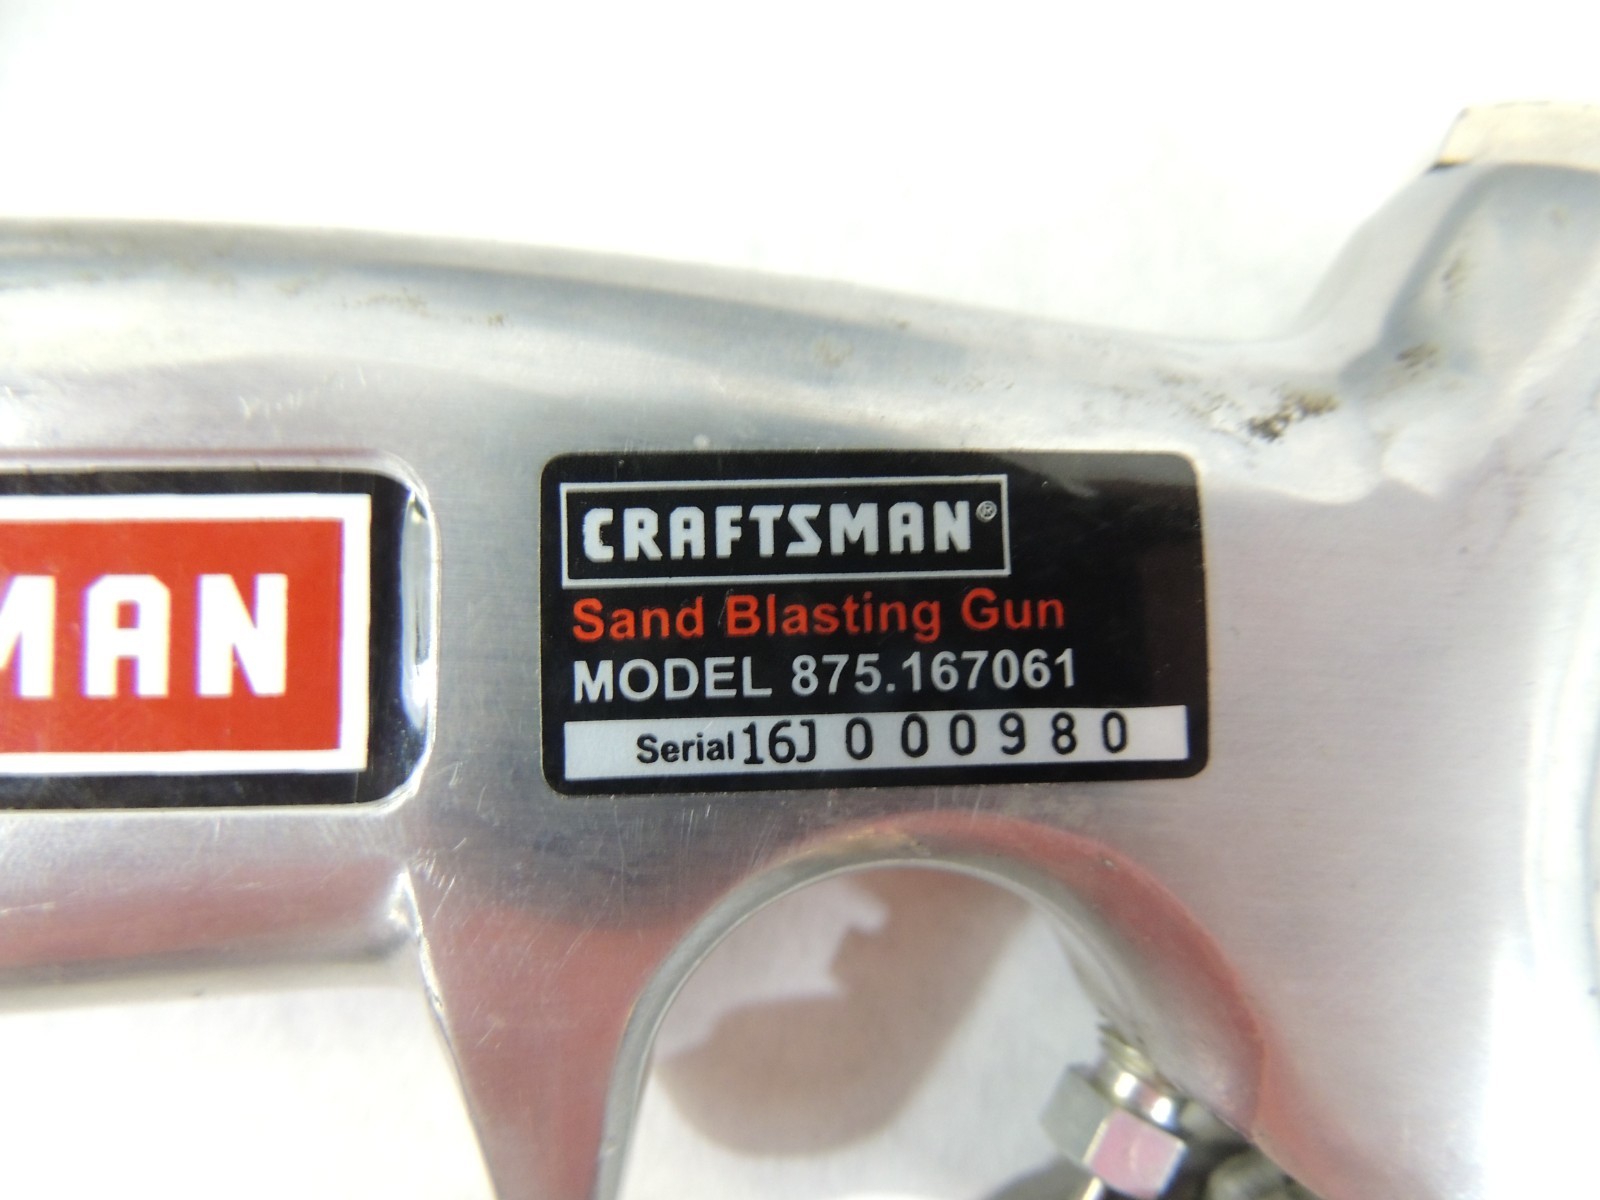 MAN
CRAFTSMAN®
Sand Blasting Gun
MODEL 875.167061
Serial 16J 000980